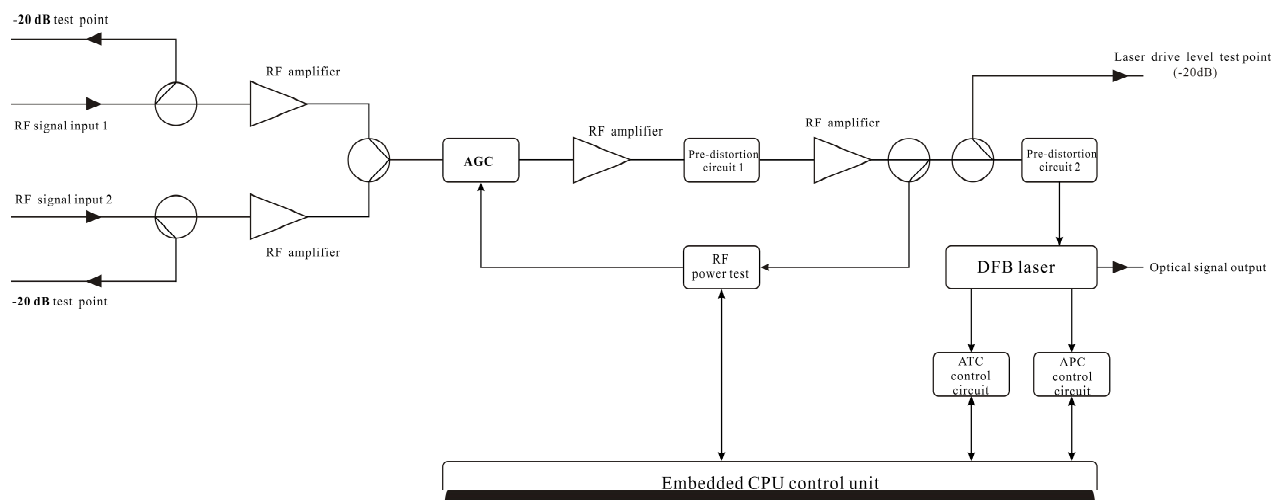 -20 dB test point
RF amplifier
RF signal input 1
Laser drive level test point
(-20dB)
RF amplifier
RF amplifier
AGC
Pre-distortion
circuit 1
Pre-distortion
circuit 2
RF signal input 2
RF amplifier
-20 dB test point
RF
power test
DFB laser
Optical signal output
ATC
control
circuit
APC
control
circuit
Embedded CPU control unit